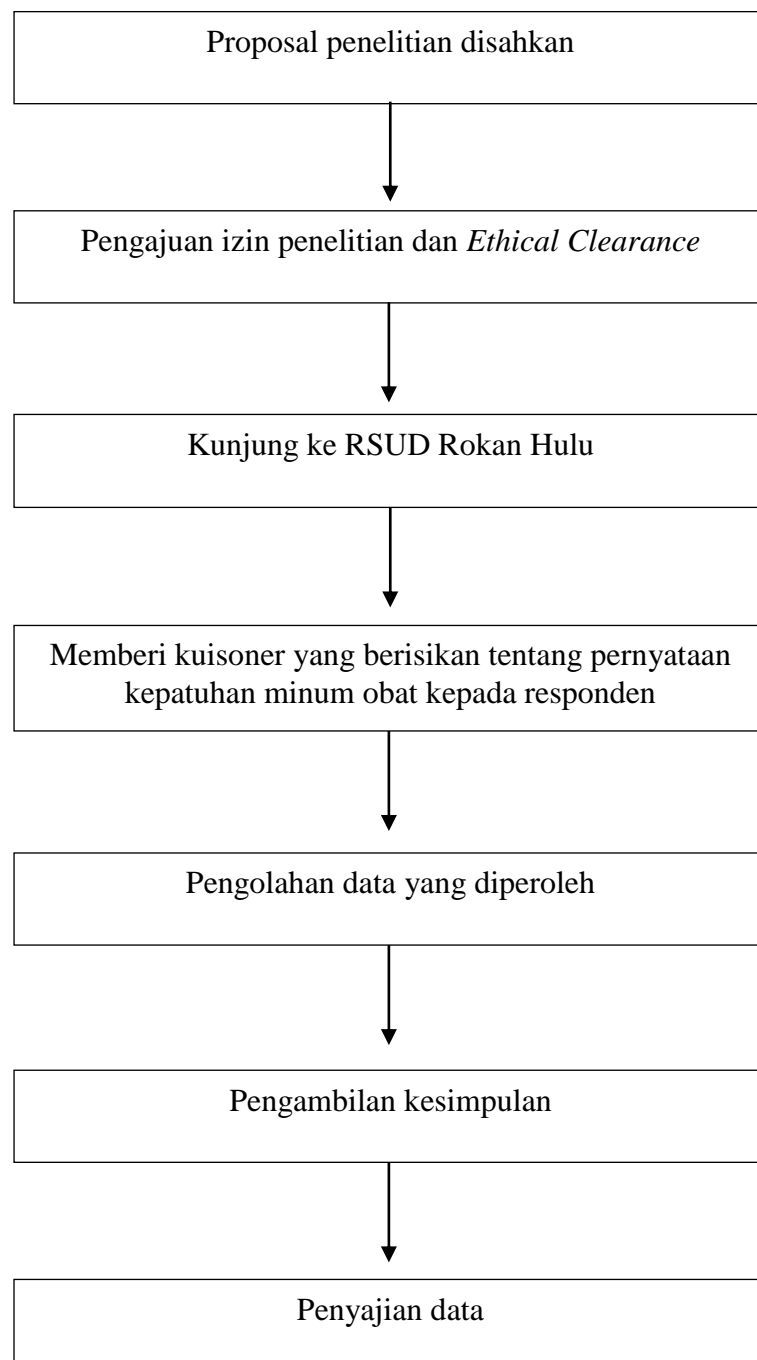 Proposal penelitian disahkan
Pengajuan izin penelitian dan Ethical Clearance
Kunjung ke RSUD Rokan Hulu
Memberi kuisoner yang berisikan tentang pernyataan
kepatuhan minum obat kepada responden
Pengolahan data yang diperoleh
Pengambilan kesimpulan
Penyajian data